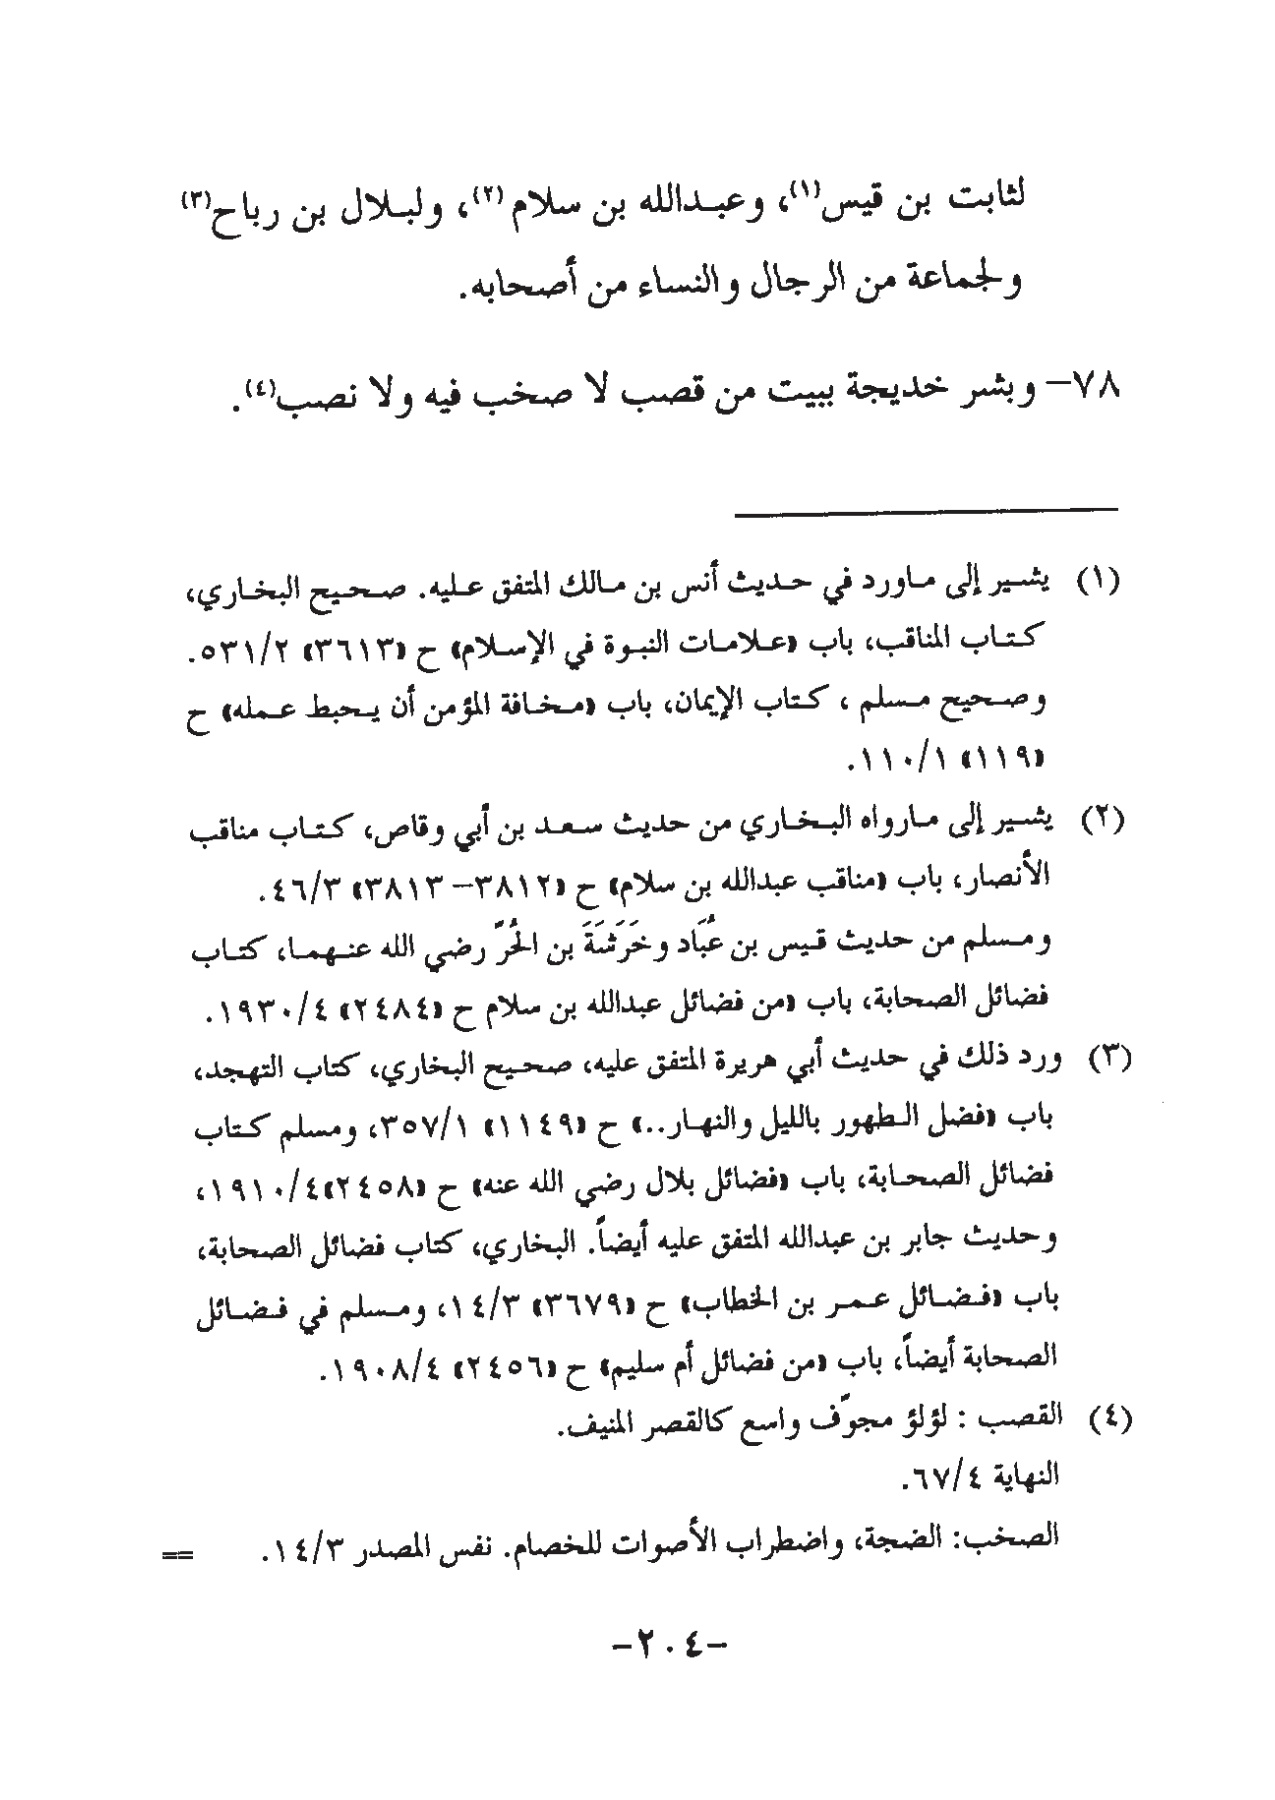 لثابت بن قيس(١)، وعبدالله بن سلام(٢)، ولبلال بن رباح(٣)
ولجماعة من الرجال والنساء من أصحابه.
٧٨- وبشر خديجة ببيت من قصب لا صخب فيه ولا نصب(٤).
(١) يشير إلى ماورد في حديث أنس بن مالك المتفق عليه. صحيح البخاري،
كتاب المناقب، باب «علامات النبوة في الإسلام» ح «٣٦١٣» ٥٣١/٢.
وصحيح مسلم ، كتاب الإيمان، باب «مخافة المؤمن أن يحبط عمله» ح
«١١٩» ١١٠/١.
(٢) يشير إلى مارواه البخاري من حديث سعد بن أبي وقاص، كتاب مناقب
الأنصار، باب «مناقب عبدالله بن سلام» ح «٣٨١٢- ٣٨١٣» ٤٦/٣.
ومسلم من حديث قيس بن عُبَاد وخَرَشَةَ بن الحُرّ رضي الله عنهما، كتاب
فضائل الصحابة، باب «من فضائل عبدالله بن سلام ح «٢٤٨٤» ١٩٣٠/٤.
(٣) ورد ذلك في حديث أبي هريرة المتفق عليه، صحيح البخاري، كتاب التهجد،
باب «فضل الطهور بالليل والنهار..» ح «١١٤٩» ٣٥٧/١، ومسلم كتاب
فضائل الصحابة، باب «فضائل بلال رضي الله عنه» ح «٢٤٥٨»١٩١٠/٤،
وحديث جابر بن عبدالله المتفق عليه أيضاً. البخاري، كتاب فضائل الصحابة،
باب «فضائل عمر بن الخطاب» ح «٣٦٧٩» ١٤/٣، ومسلم في فضائل
الصحابة أيضاً، باب «من فضائل أم سليم» ح «٢٤٥٦» ١٩٠٨/٤.
(٤) القصب : لؤلؤ مجوّف واسع كالقصر المنيف.
النهاية ٦٧/٤.
الصخب: الضجة، واضطراب الأصوات للخصام. نفس المصدر ١٤/٣. ==
-٢٠٤-